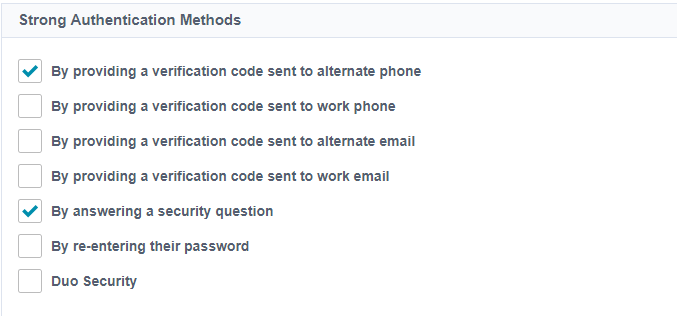 Strong Authentication Methods
By providing a verification code sent to alternate phone
By providing a verification code sent to work phone
By providing a verification code sent to alternate email
By providing a verification code sent to work email
By answering a security question
By re-entering their password
Duo Security